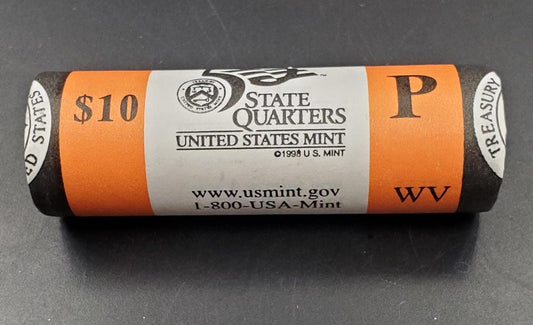 ED STATES
$10
50
STATE
QUARTERS
UNITED STATES MINT
©1998 U.S. MINT
www.usmint.gov
1-800-USA-Mint
P
WV
TREASURY